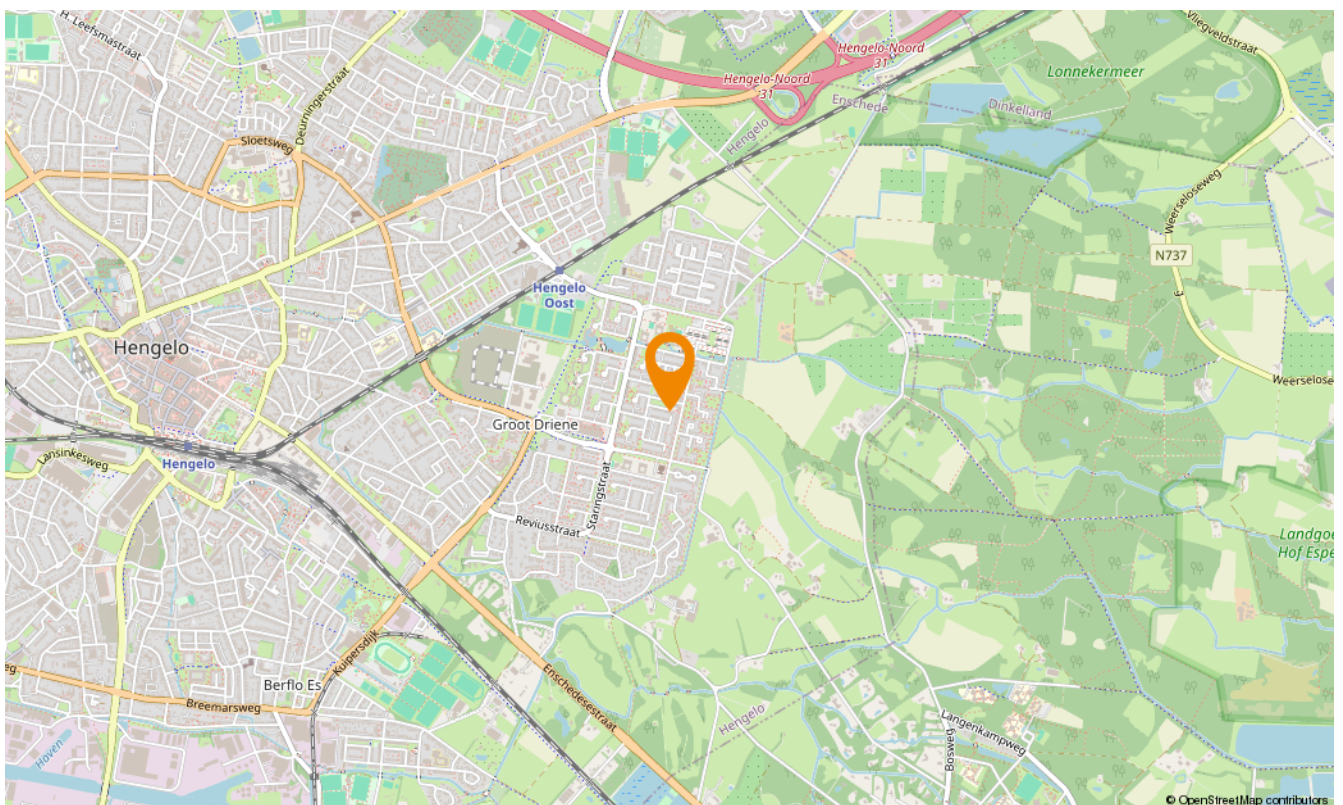 H. Leefsmastraat
Deurningerstraat
Sloetsweg
Hengelo-Noord
31
Hengelo-Noord
31
Vliegveldstraat
Lonnekermeer
Enschede
Dinkelland
Hengelo
Weerseloseweg
N737
Hengelo
Oost
Hengelo
Groot Driene
Lansinkesweg
Hengelo
Staringstraat
Reviusstraat
Kuipersdijk
Enschedesestraat
Berflo Es
Breemarsweg
Hoven
Hengelo
Langenkampweg
Bosweg
Weerselose
Landgoe
Hof Espe
eg
© OpenStreetMap contributors